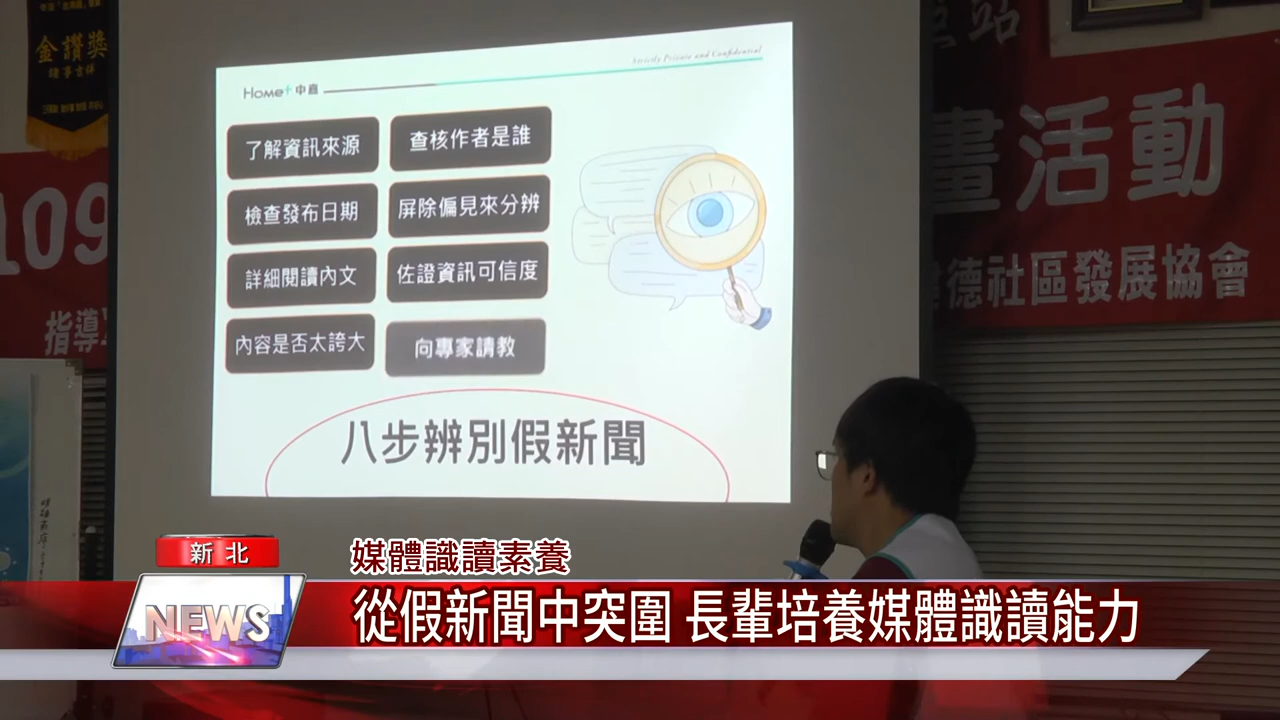 金讚獎
Strictly Private and Confidential
Home+中嘉
了解資訊來源
查核作者是誰
檢查發布日期
屏除偏見來分辨
詳細閱讀內文
佐證資訊可信度
內容是否太誇大
向專家請教
八步辨別假新聞
109
指導
站
畫活動
德社區發展協會
新北
NEWS
媒體識讀素養
從假新聞中突圍 長輩培養媒體識讀能力